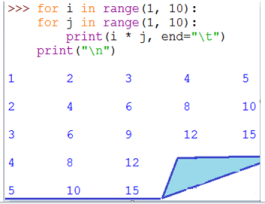 >>> for i in range(1, 10):
for j in range(1, 10):
print(i * j, end="\t")
print("\n")
1 2 3 4 5
2 4 6 8 10
3 6 9 12 15
4 8 12
5 10 15